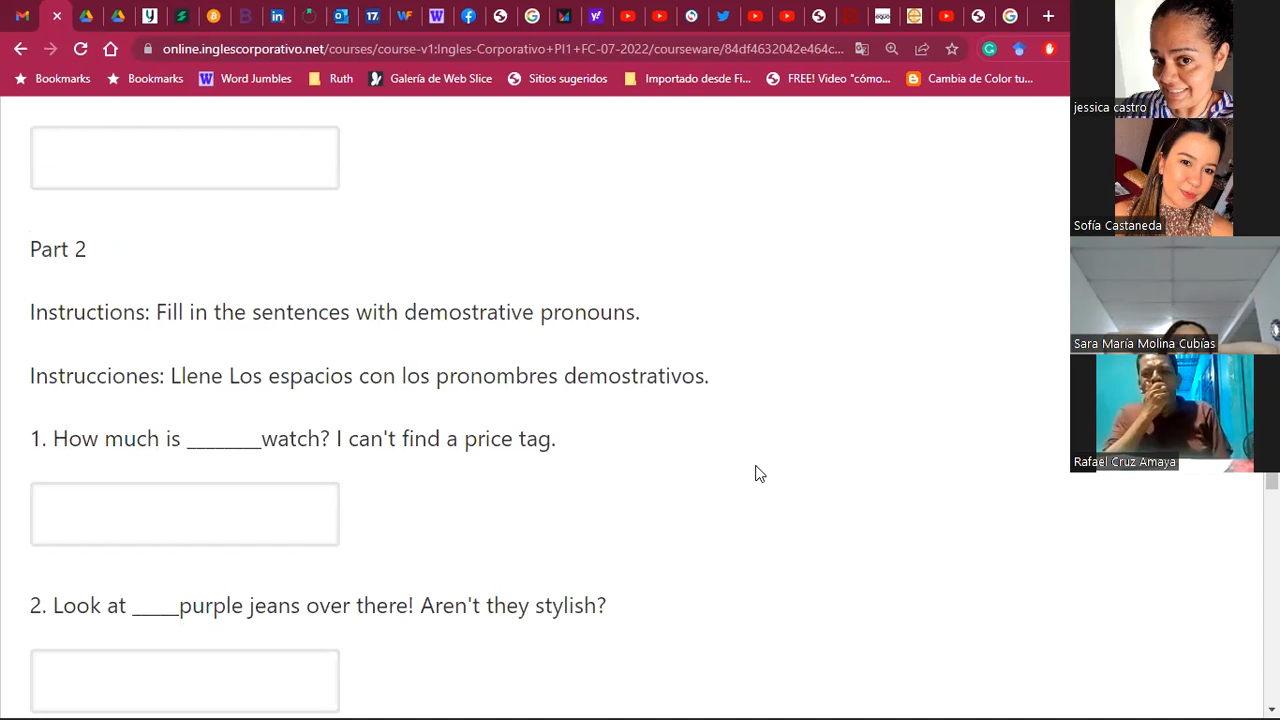 online.inglescorporativo.net/courses/course-v1:Ingles-Corporativo+PI1+FC-07-2022/courseware/84df4632042e464c...
Bookmarks
Bookmarks
Word Jumbles
Ruth
Galería de Web Slice
Sitios sugeridos
Importado desde Fi...
FREE! Video "cómo...
Cambia de Color tu...
jessica castro
Sofía Castaneda
Sara María Molina Cubías
Rafael Cruz Amaya
Part 2
Instructions: Fill in the sentences with demostrative pronouns.
Instrucciones: Llene Los espacios con los pronombres demostrativos.
1. How much is ________watch? I can't find a price tag.
2. Look at _____purple jeans over there! Aren't they stylish?